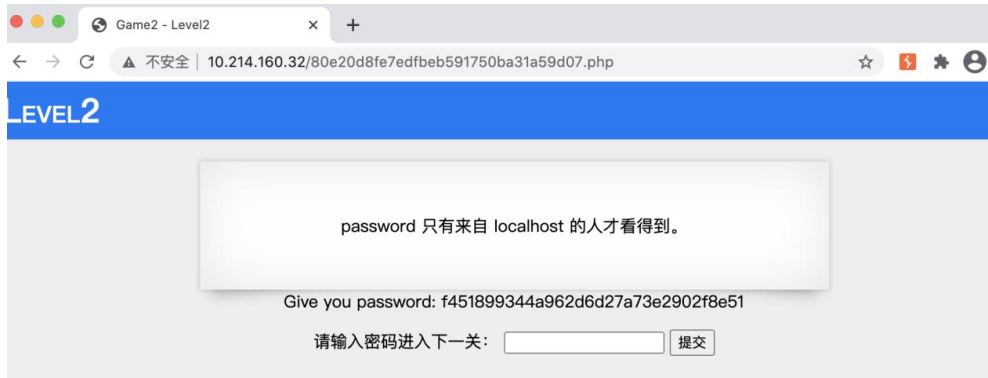 Game2 - Level2
不安全 | 10.214.160.32/80e20d8fe7edfbeb591750ba31a59d07.php
LEVEL2
password 只有来自 localhost 的人才看得到。
Give you password: f451899344a962d6d27a73e2902f8e51
请输入密码进入下一关： 提交